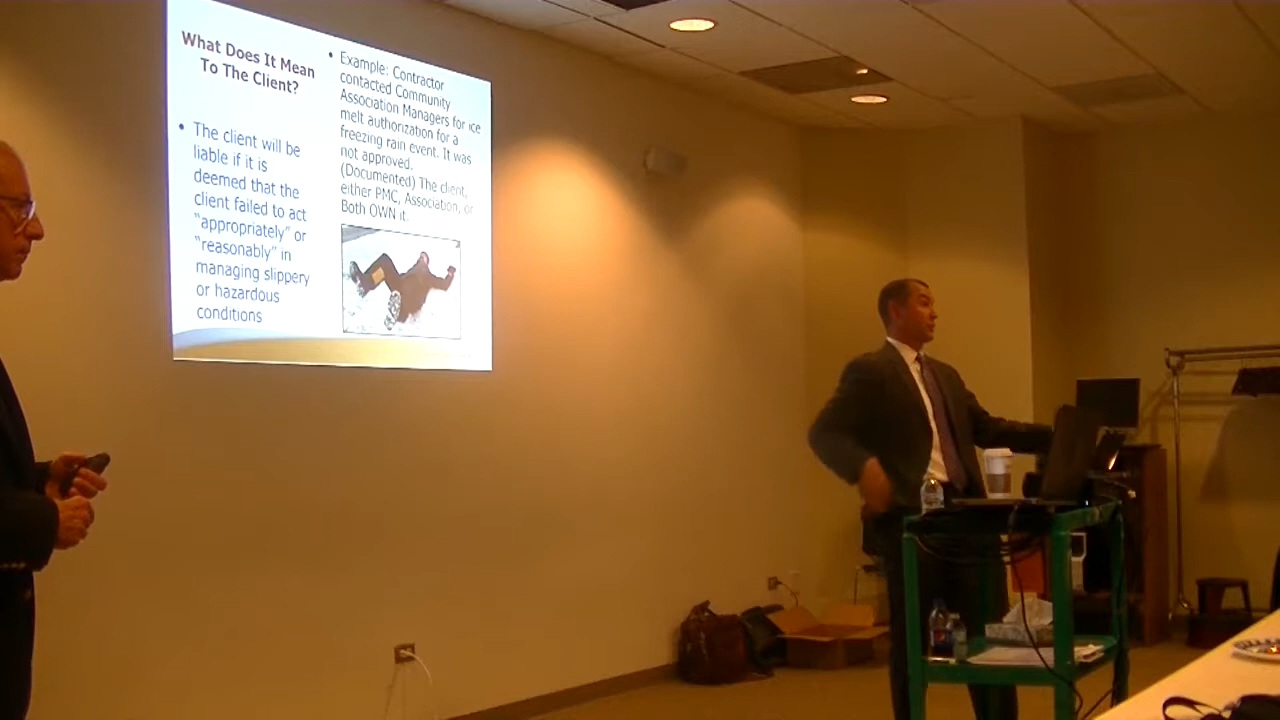 What Does It Mean
To The Client?
• The client will be
liable if it is
deemed that the
client failed to act
“appropriately” or
“reasonably” in
managing slippery
or hazardous
conditions
• Example: Contractor
contacted Community
Association Managers for ice
melt authorization for a
freezing rain event. It was
not approved.
(Documented) The client,
either PMC, Association, or
Both OWN it.